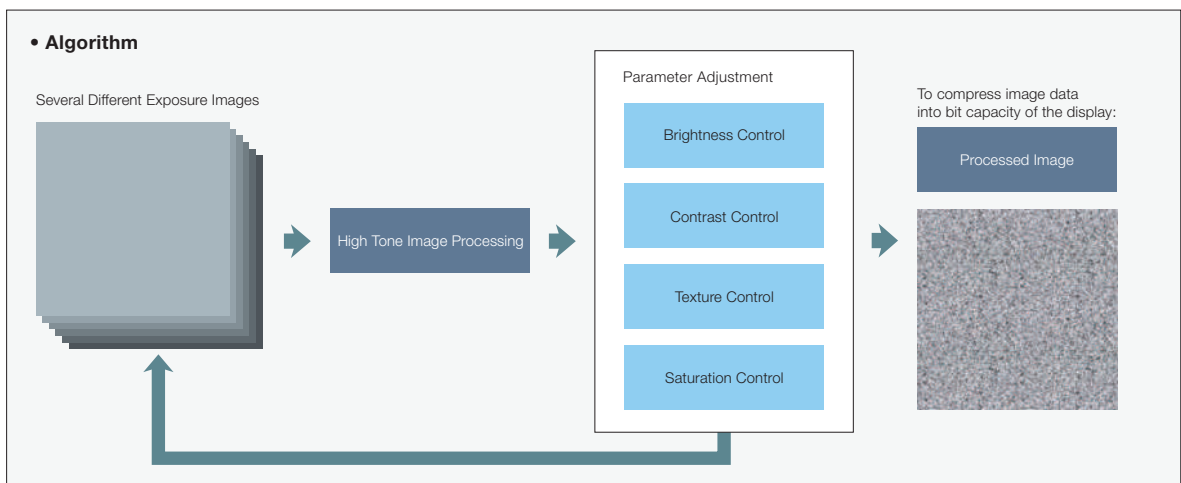 • Algorithm
Several Different Exposure Images
High Tone Image Processing
Parameter Adjustment
Brightness Control
Contrast Control
Texture Control
Saturation Control
To compress image data
into bit capacity of the display:
Processed Image